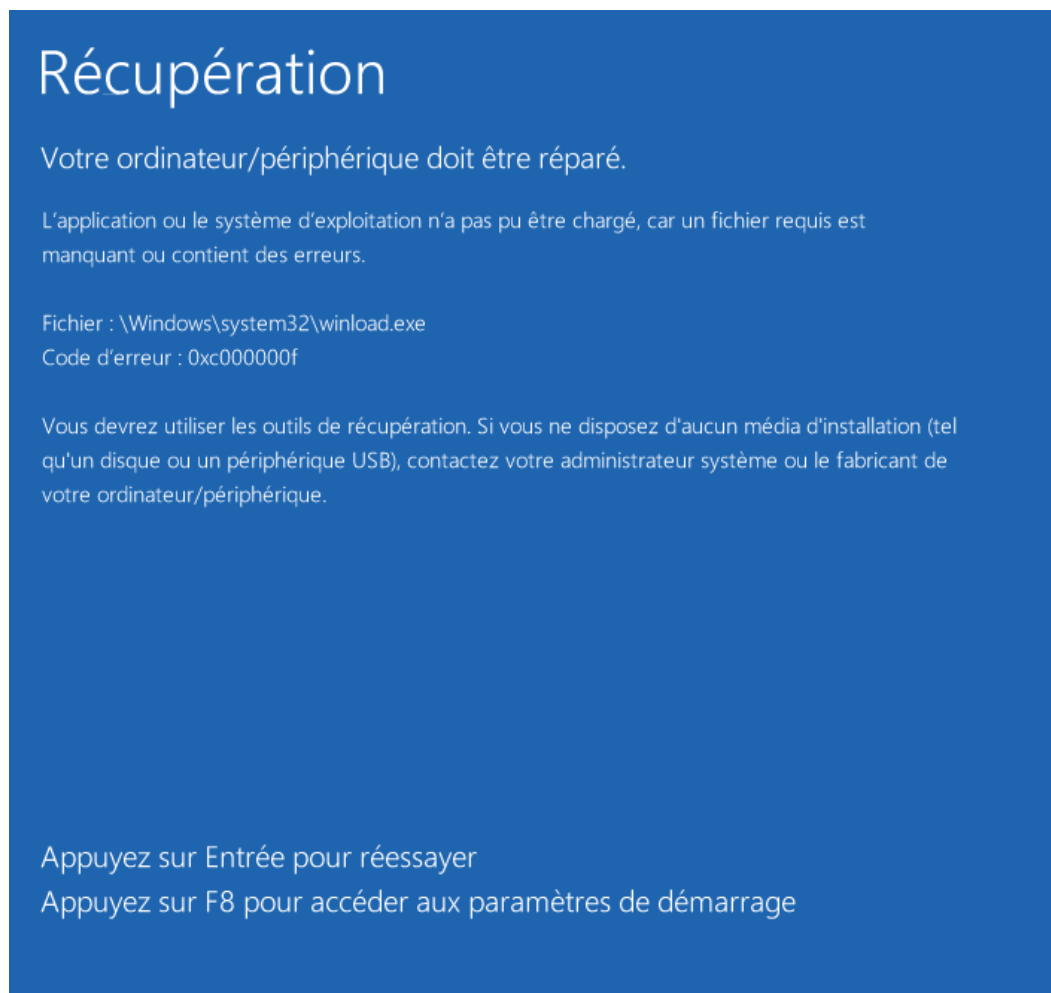 Récupération
Votre ordinateur/périphérique doit être réparé.
L'application ou le système d'exploitation n'a pas pu être chargé, car un fichier requis est
manquant ou contient des erreurs.
Fichier : \Windows\system32\winload.exe
Code d'erreur : 0xc000000f
Vous devrez utiliser les outils de récupération. Si vous ne disposez d'aucun média d'installation (tel
qu'un disque ou un périphérique USB), contactez votre administrateur système ou le fabricant de
votre ordinateur/périphérique.
Appuyez sur Entrée pour réessayer
Appuyez sur F8 pour accéder aux paramètres de démarrage